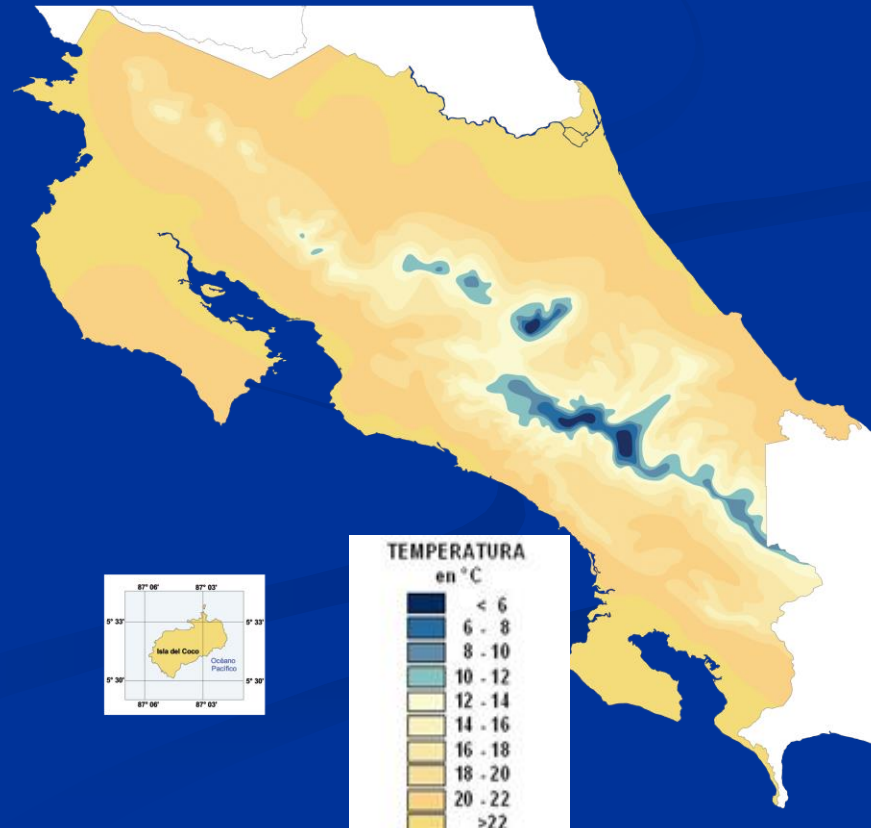 TEMPERATURA
en °C
< 6
6 - 8
8 - 10
10 - 12
12 - 14
14 - 16
16 - 18
18 - 20
20 - 22
>22
87° 06' 87° 03'
5° 33' 5° 33'
Isla del Coco
Océano
Pacífico
5° 30' 5° 30'
87° 06' 87° 03'